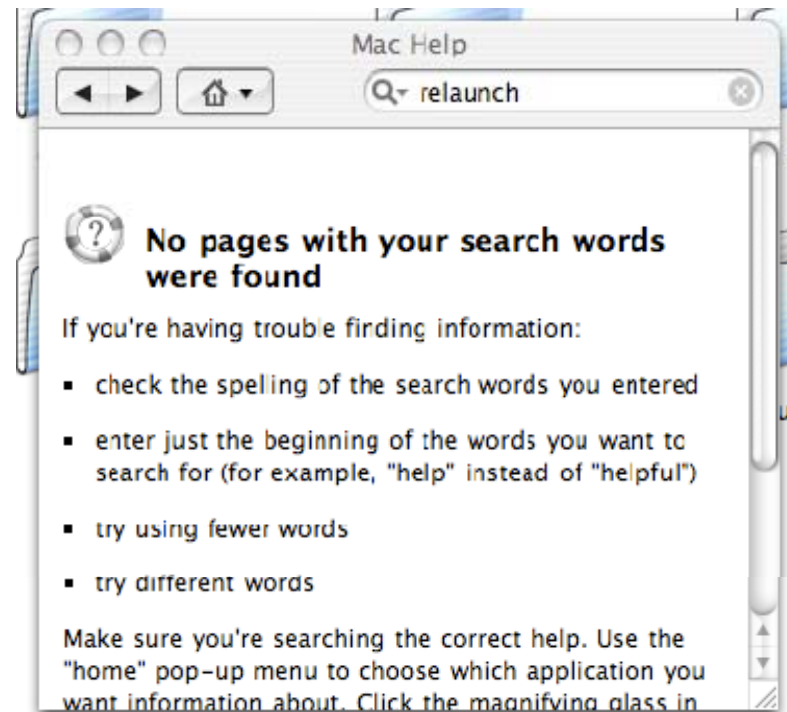 Mac Help
relaunch
No pages with your search words
were found
If you're having trouble finding information:
▪ check the spelling of the search words you entered
▪ enter just the beginning of the words you want to
search for (for example, "help" instead of "helpful")
▪ try using fewer words
▪ try different words
Make sure you're searching the correct help. Use the
"home" pop-up menu to choose which application you
want information about. Click the magnifying glass in